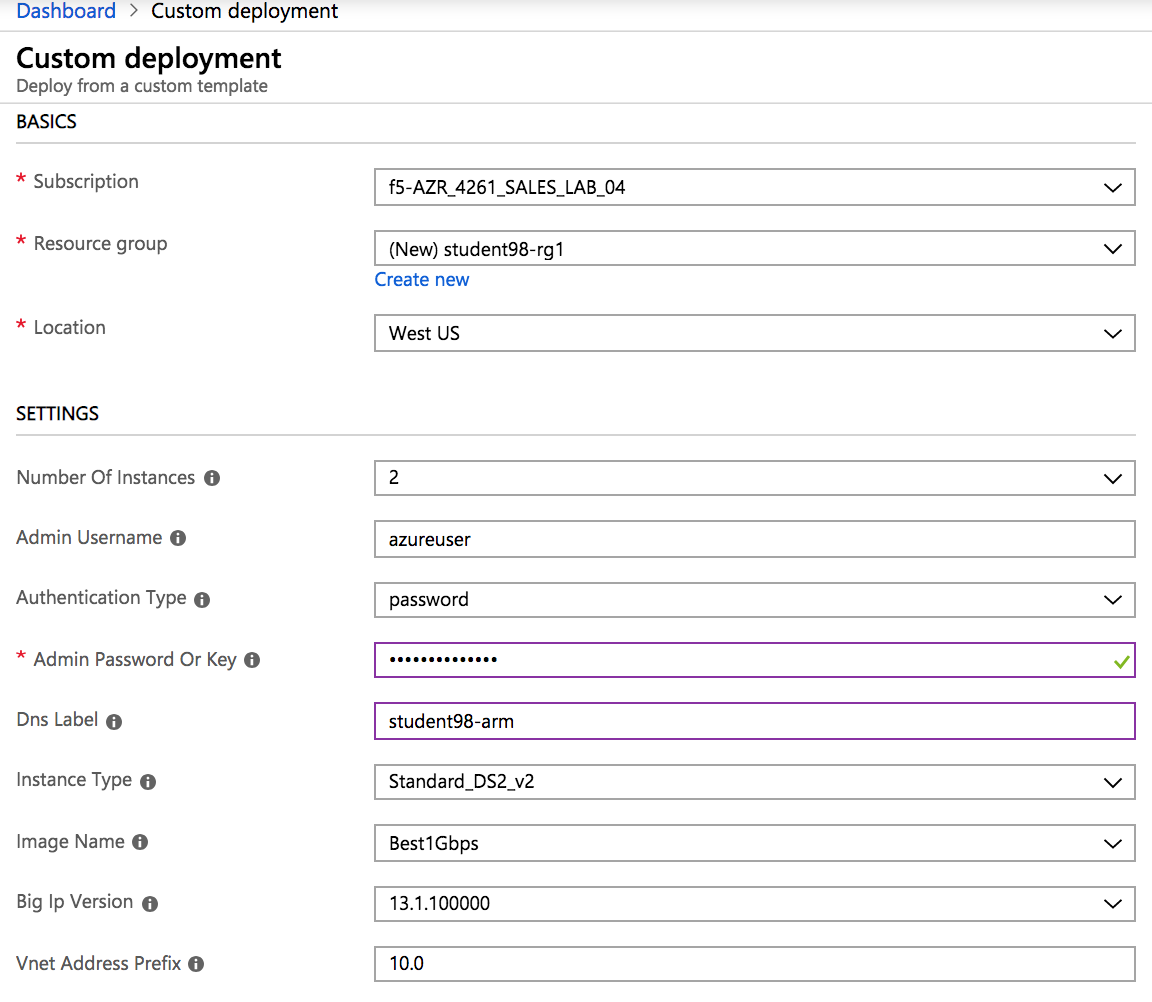 Dashboard > Custom deployment
Custom deployment
Deploy from a custom template
BASICS
* Subscription f5-AZR_4261_SALES_LAB_04
* Resource group (New) student98-rg1
Create new
* Location West US
SETTINGS
Number Of Instances 2
Admin Username azureuser
Authentication Type password
* Admin Password Or Key ••••••••••••••
Dns Label student98-arm
Instance Type Standard_DS2_v2
Image Name Best1Gbps
Big Ip Version 13.1.100000
Vnet Address Prefix 10.0